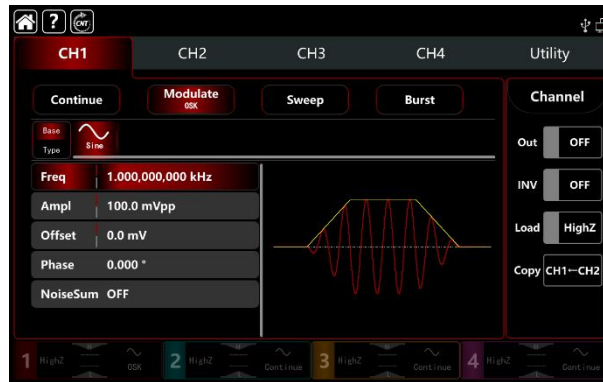 ? CNT
CH1 CH2 CH3 CH4 Utility
Continue Modulate Sweep Burst Channel
OSK
Base
Type Sine
Out OFF
Freq 1.000,000,000 kHz
INV OFF
Ampl 100.0 mVpp
Offset 0.0 mV
Load HighZ
Phase 0.000 °
Copy CH1←CH2
NoiseSum OFF
1 HighZ OSK 2 HighZ Continue 3 HighZ Continue 4 HighZ Continue